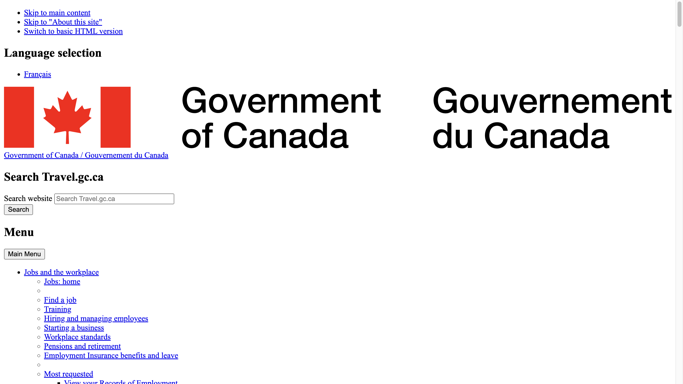 Skip to main content
Skip to "About this site"
Switch to basic HTML version
Language selection
Français
Government of Canada
Gouvernement du Canada
Government of Canada / Gouvernement du Canada
Search Travel.gc.ca
Search website Search Travel.gc.ca
Search
Menu
Main Menu
Jobs and the workplace
Jobs: home
Find a job
Training
Hiring and managing employees
Starting a business
Workplace standards
Pensions and retirement
Employment Insurance benefits and leave
Most requested
View your Records of Employment